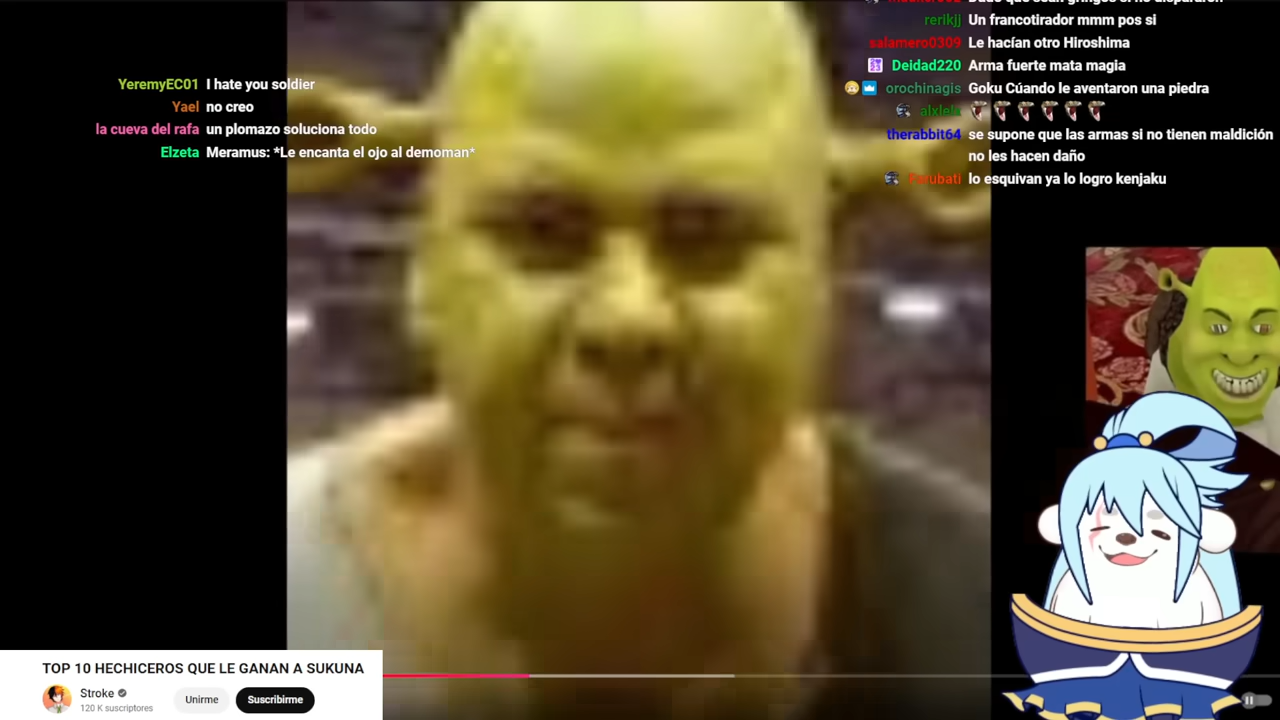 rerikjj Un francotirador mmm pos si
salamero0309 Le hacían otro Hiroshima
Deidad220 Arma fuerte mata magia
orochinagis Goku Cúando le aventaron una piedra
alxlels
therabbit64 se supone que las armas si no tienen maldición
no les hacen daño
lo esquivan ya lo logro kenjaku
YeremyEC01 I hate you soldier
Yael no creo
la cueva del rafa un plomazo soluciona todo
Elzeta Meramus: *Le encanta el ojo al demoman*
TOP 10 HECHICEROS QUE LE GANAN A SUKUNA
Stroke
120 K suscriptores
Unirme
Suscribirme